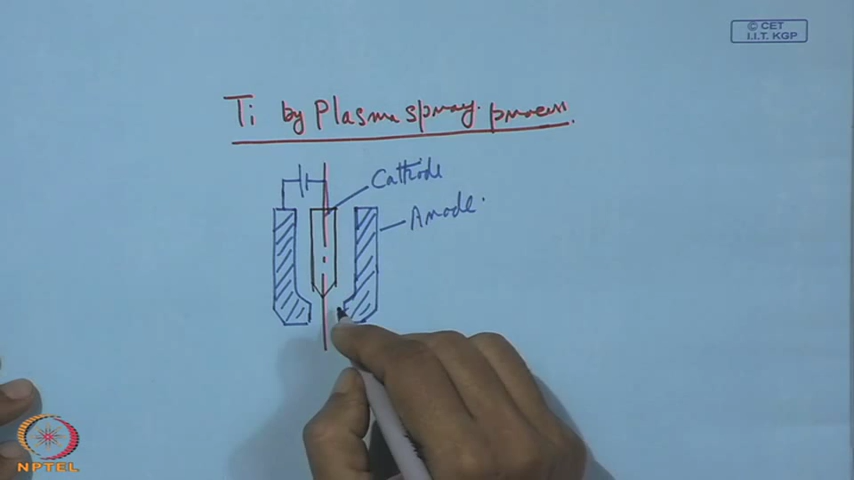 © CET
I.I.T. KGP
Ti by Plasma spray process.
Cathode
Anode.
NPTEL